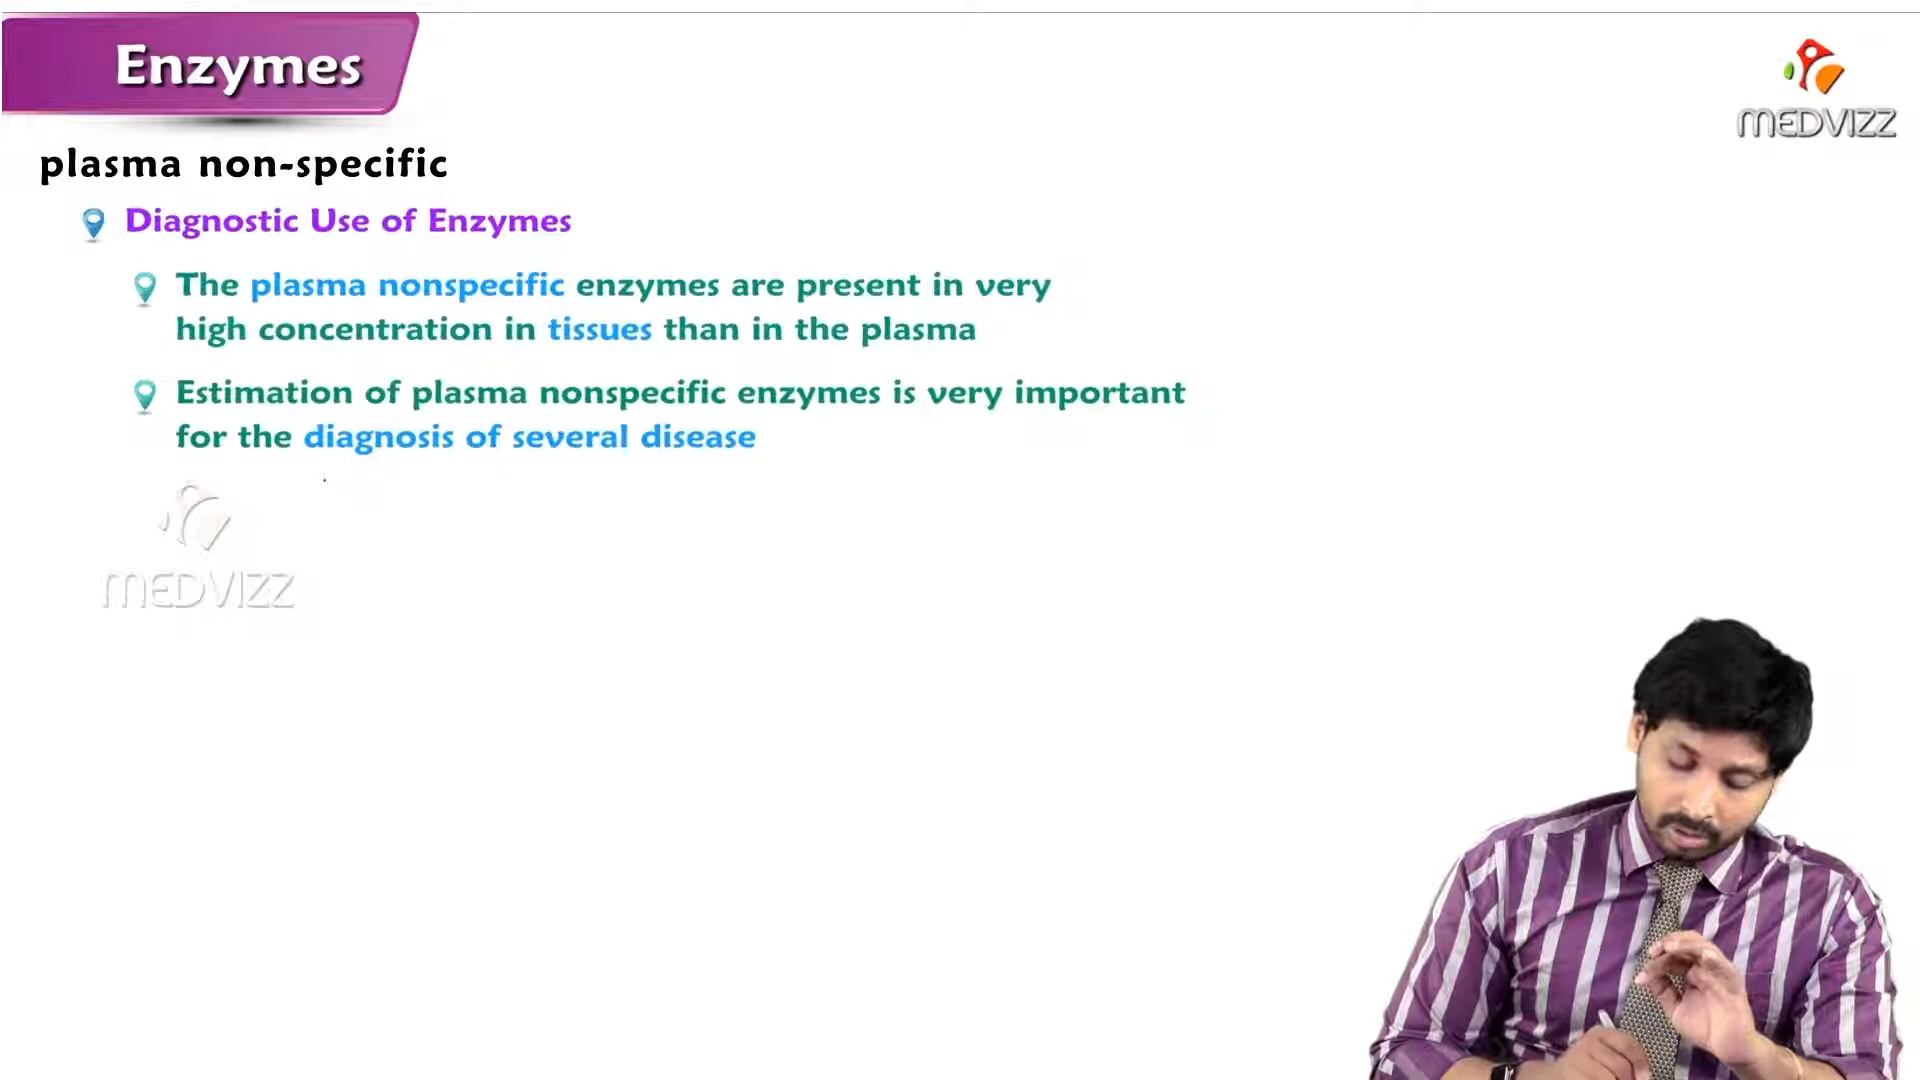 Enzymes
MEDVIZZ
plasma non-specific
Diagnostic Use of Enzymes
The plasma nonspecific enzymes are present in very
high concentration in tissues than in the plasma
Estimation of plasma nonspecific enzymes is very important
for the diagnosis of several disease
MEDVIZZ